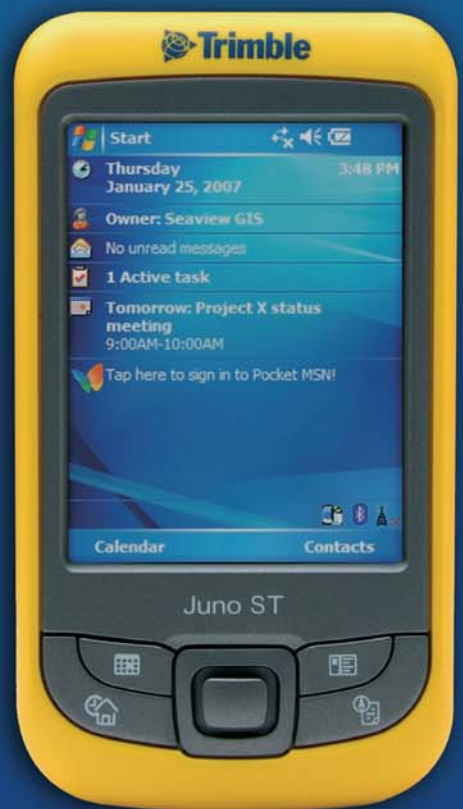 Trimble
Start
Thursday 3:48 PM
January 25, 2007
Owner: Seaview GIS
No unread messages
1 Active task
Tomorrow: Project X status
meeting
9:00AM-10:00AM
Tap here to sign in to Pocket MSN!
Calendar Contacts
Juno ST